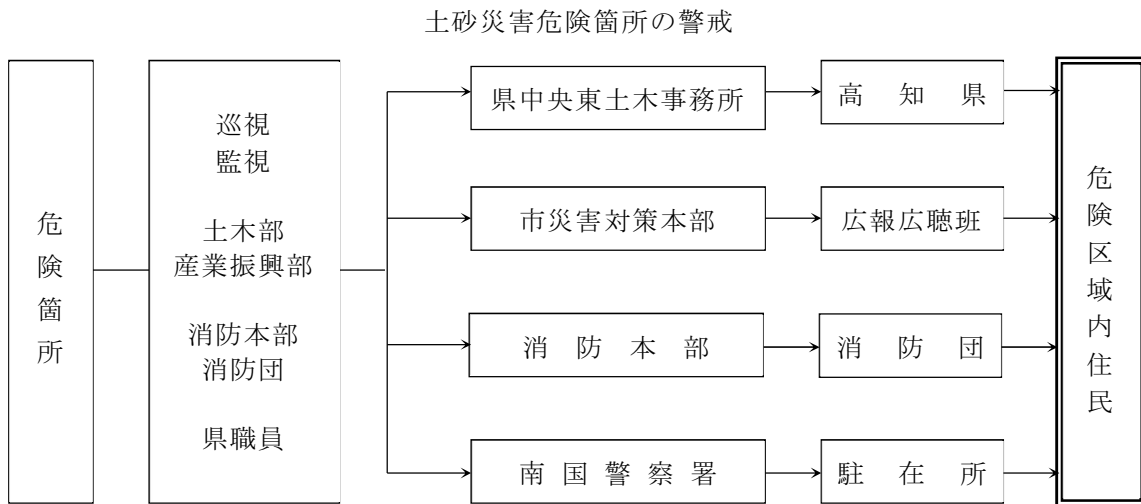 土砂災害危険箇所の警戒
危険箇所
巡視
監視
土木部
産業振興部
消防本部
消防団
県職員
県中央東土木事務所
高知県
市災害対策本部
広報広聴班
消防本部
消防団
南国警察署
駐在所
危険区域内住民